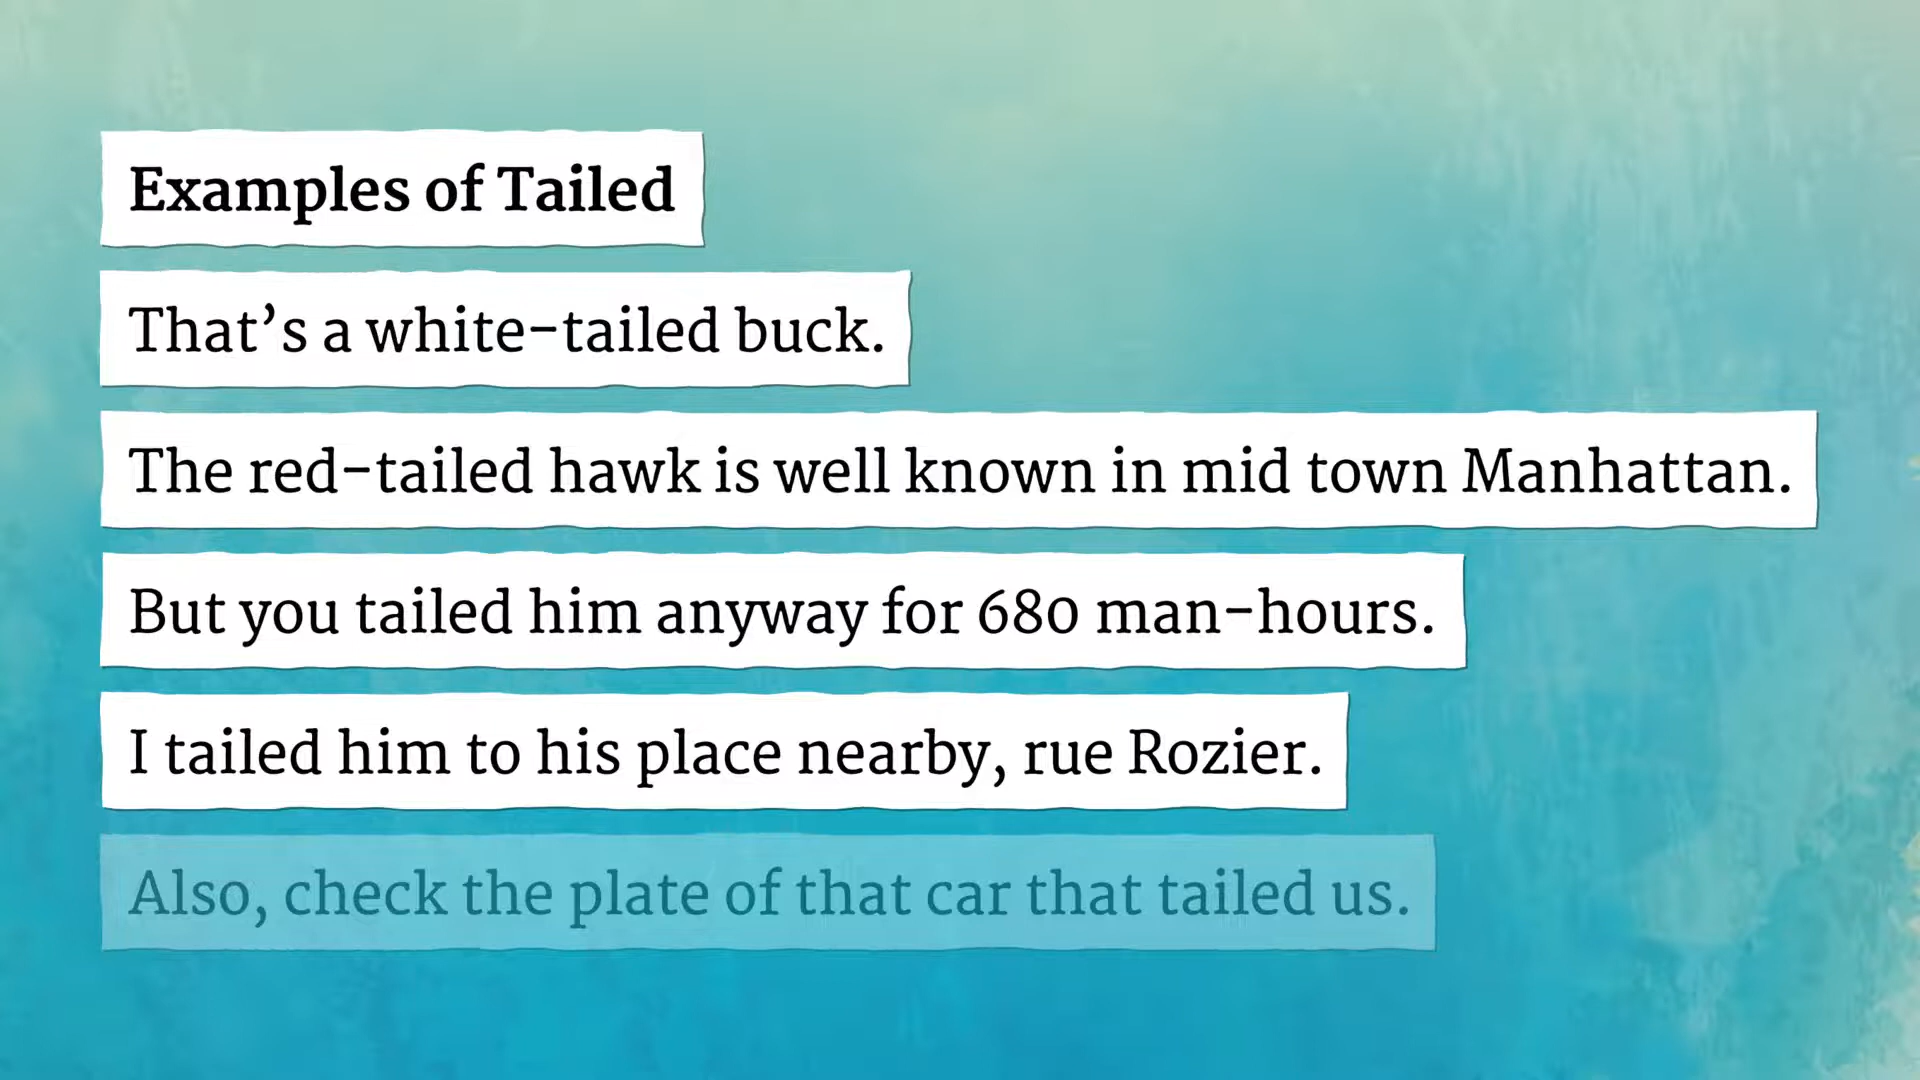 Examples of Tailed
That’s a white-tailed buck.
The red-tailed hawk is well known in mid town Manhattan.
But you tailed him anyway for 680 man-hours.
I tailed him to his place nearby, rue Rozier.
Also, check the plate of that car that tailed us.